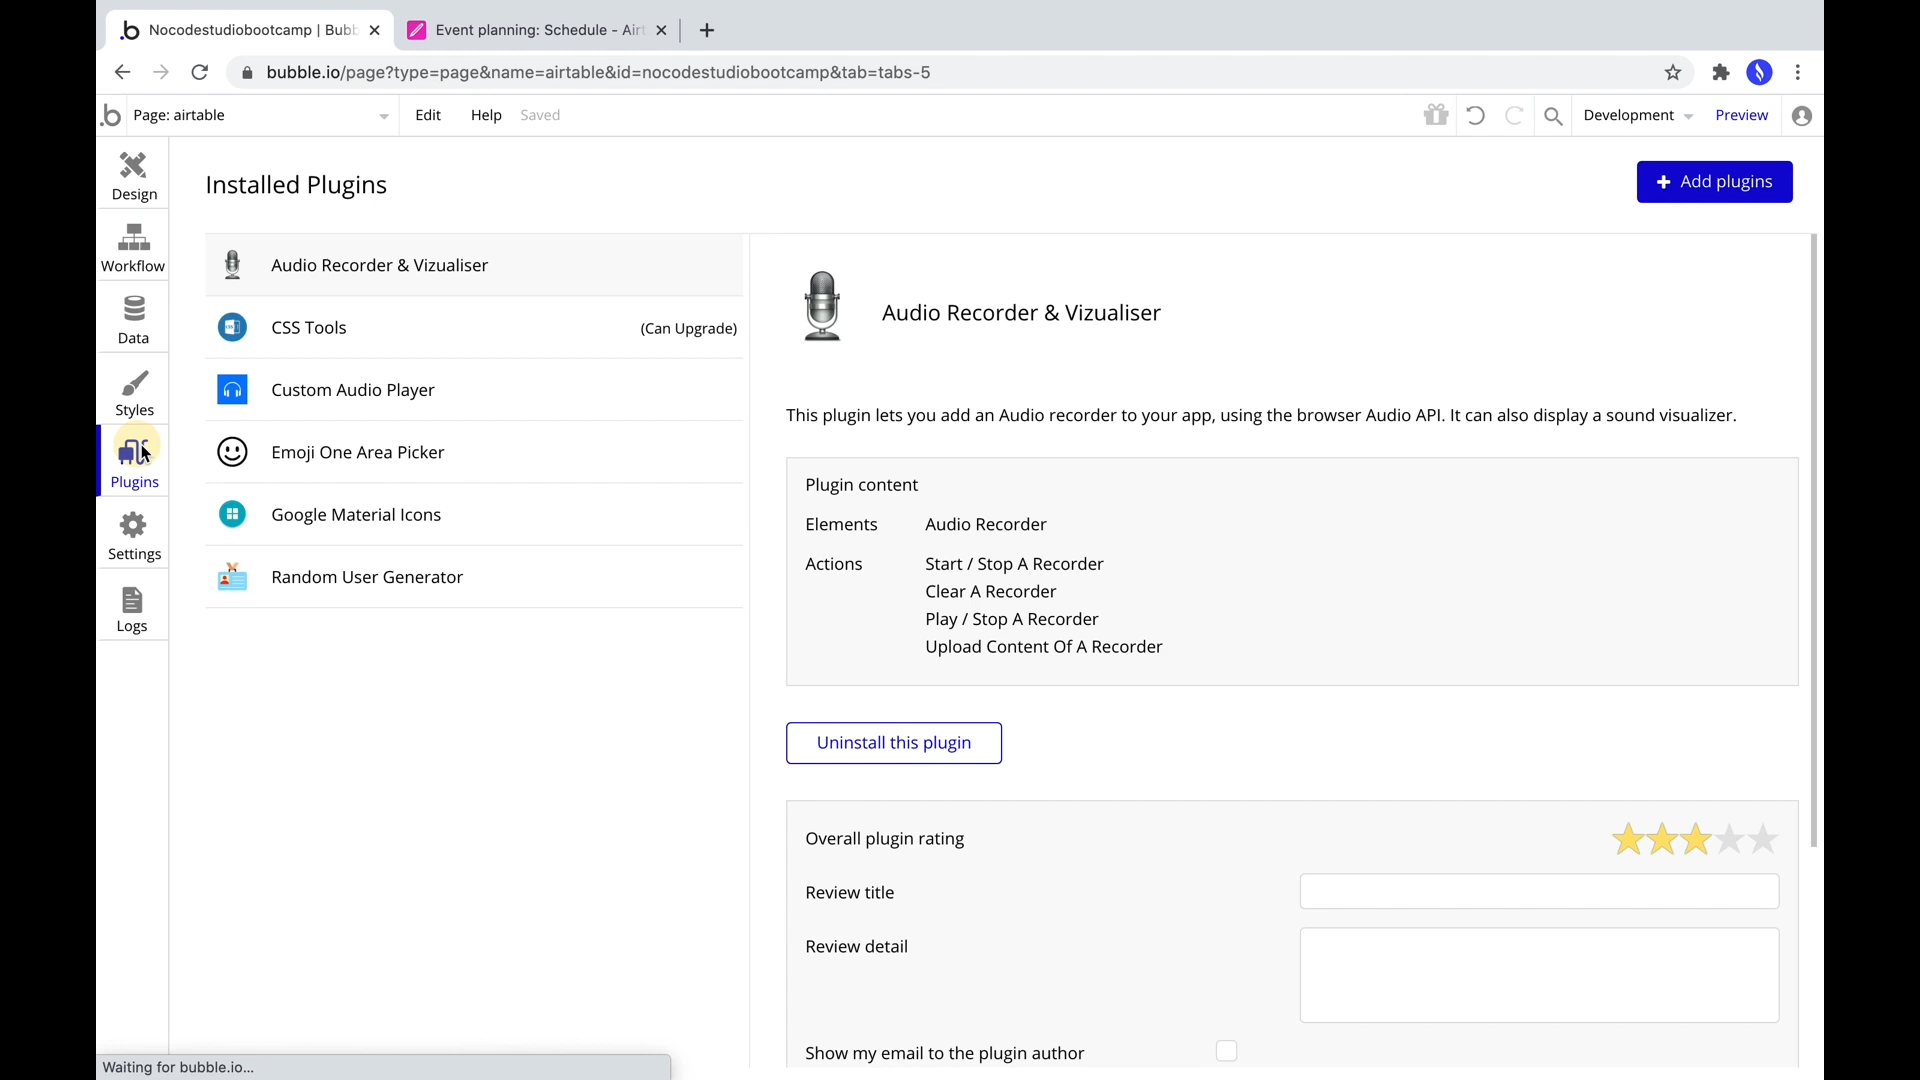 Nocodestudiobootcamp | Bubb
Event planning: Schedule - Airt
bubble.io/page?type=page&name=airtable&id=nocodestudiobootcamp&tab=tabs-5
Page: airtable
Edit
Help
Saved
Development
Preview
Design
Workflow
Data
Styles
Plugins
Settings
Logs
Installed Plugins
Add plugins
Audio Recorder & Vizualiser
CSS Tools (Can Upgrade)
Custom Audio Player
Emoji One Area Picker
Google Material Icons
Random User Generator
Audio Recorder & Vizualiser
This plugin lets you add an Audio recorder to your app, using the browser Audio API. It can also display a sound visualizer.
Plugin content
Elements Audio Recorder
Actions Start / Stop A Recorder
Clear A Recorder
Play / Stop A Recorder
Upload Content Of A Recorder
Uninstall this plugin
Overall plugin rating
Review title
Review detail
Show my email to the plugin author
Waiting for bubble.io...